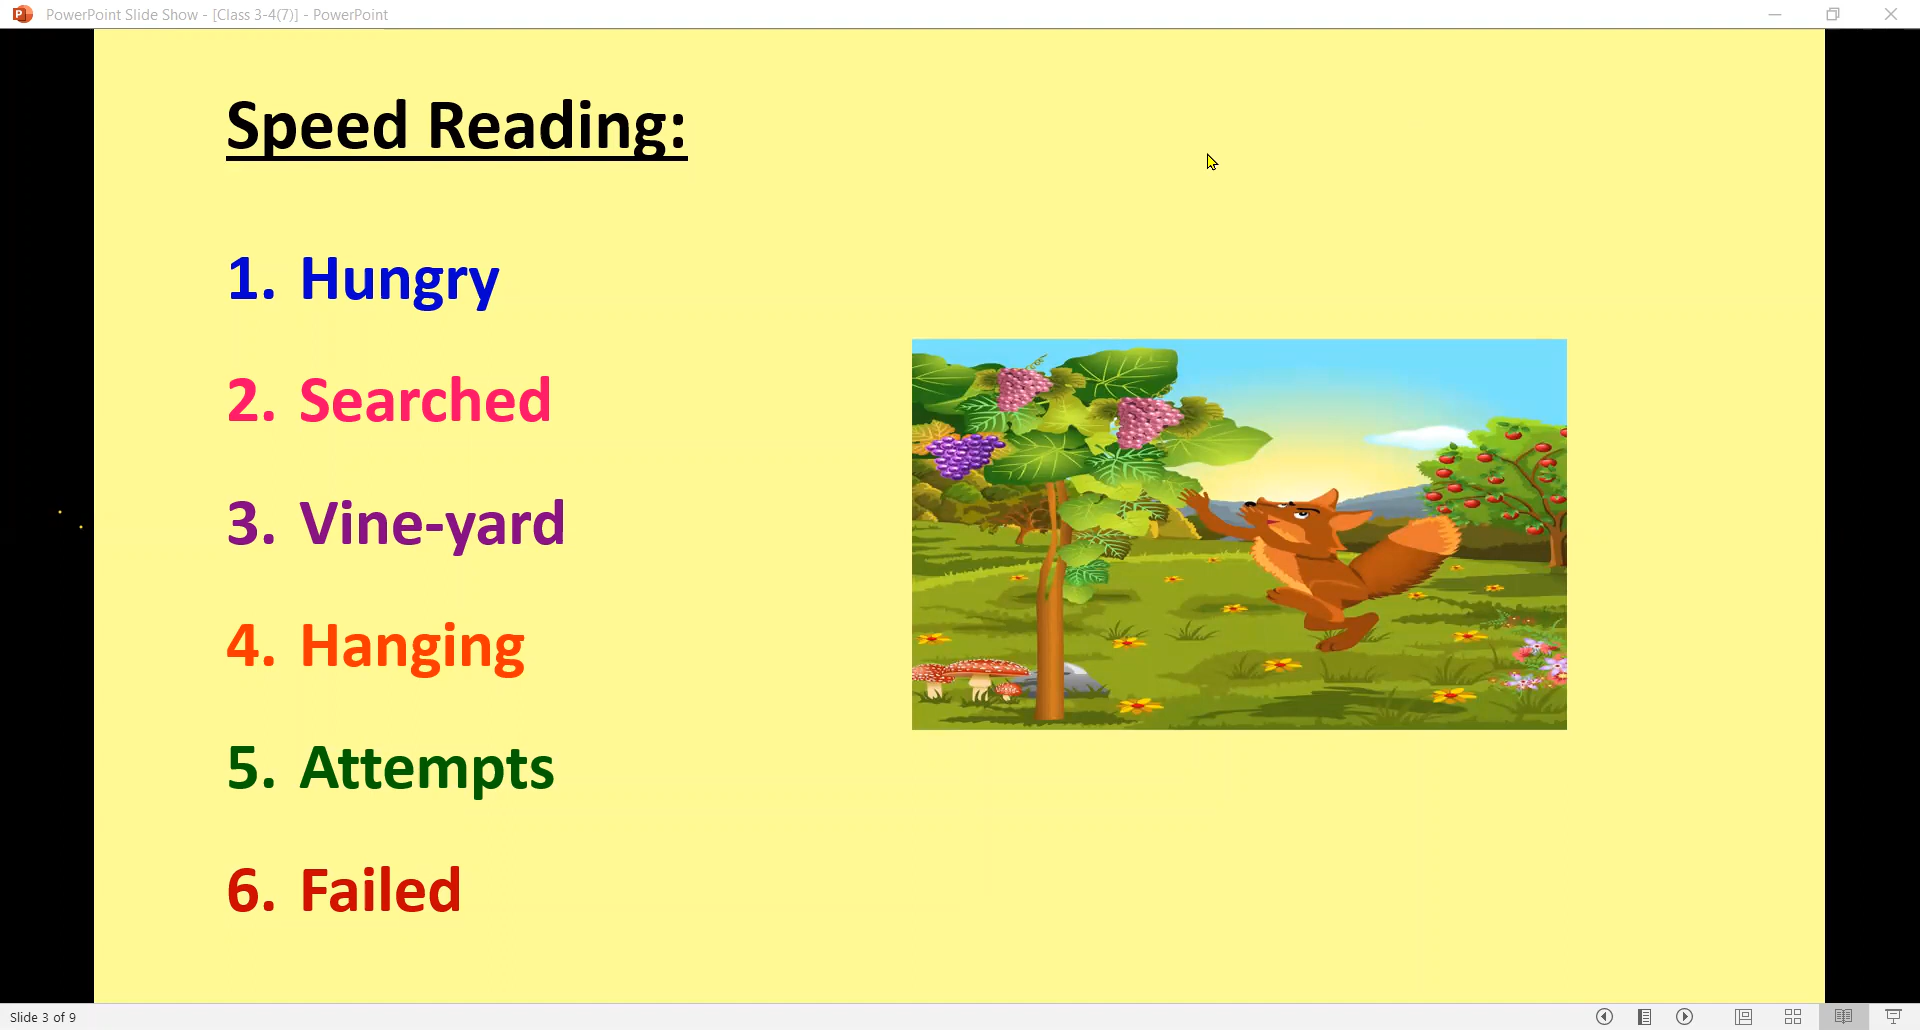 PowerPoint Slide Show - [Class 3-4(7)] - PowerPoint
Speed Reading:
1. Hungry
2. Searched
3. Vine-yard
4. Hanging
5. Attempts
6. Failed
Slide 3 of 9